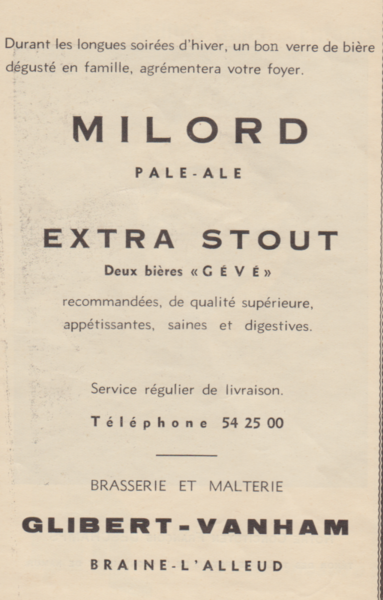 Durant les longues soirées d'hiver, un bon verre de bière
dégusté en famille, agrémentera votre foyer.
MILORD
PALE-ALE
EXTRA STOUT
Deux bières «GÉVÉ»
recommandées, de qualité supérieure,
appétissantes, saines et digestives.
Service régulier de livraison.
Téléphone 54 25 00
BRASSERIE ET MALTERIE
GLIBERT-VANHAM
BRAINE-L'ALLEUD